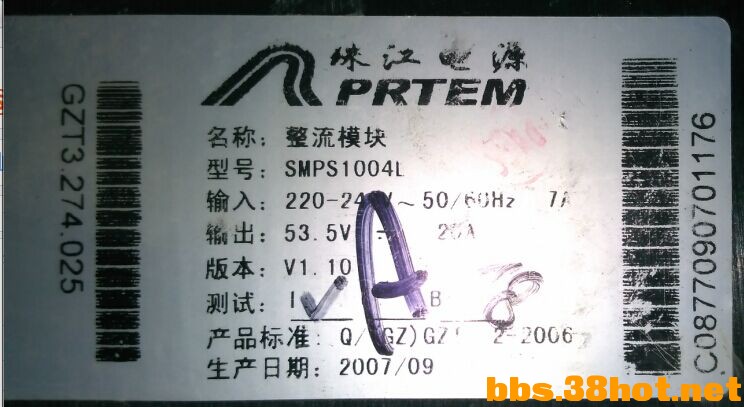 珠江电源
PRTEM
名称：整流模块
型号：SMPS1004L
输入：220-24 V～50/60Hz 7A
输出：53.5V
版本：V1.10
测试：I B
8
A
产品标准：Q/(GZ)GZ 2-2006
生产日期：2007/09
GZT3.274.025
C0877090701176
bbs.38hot.net